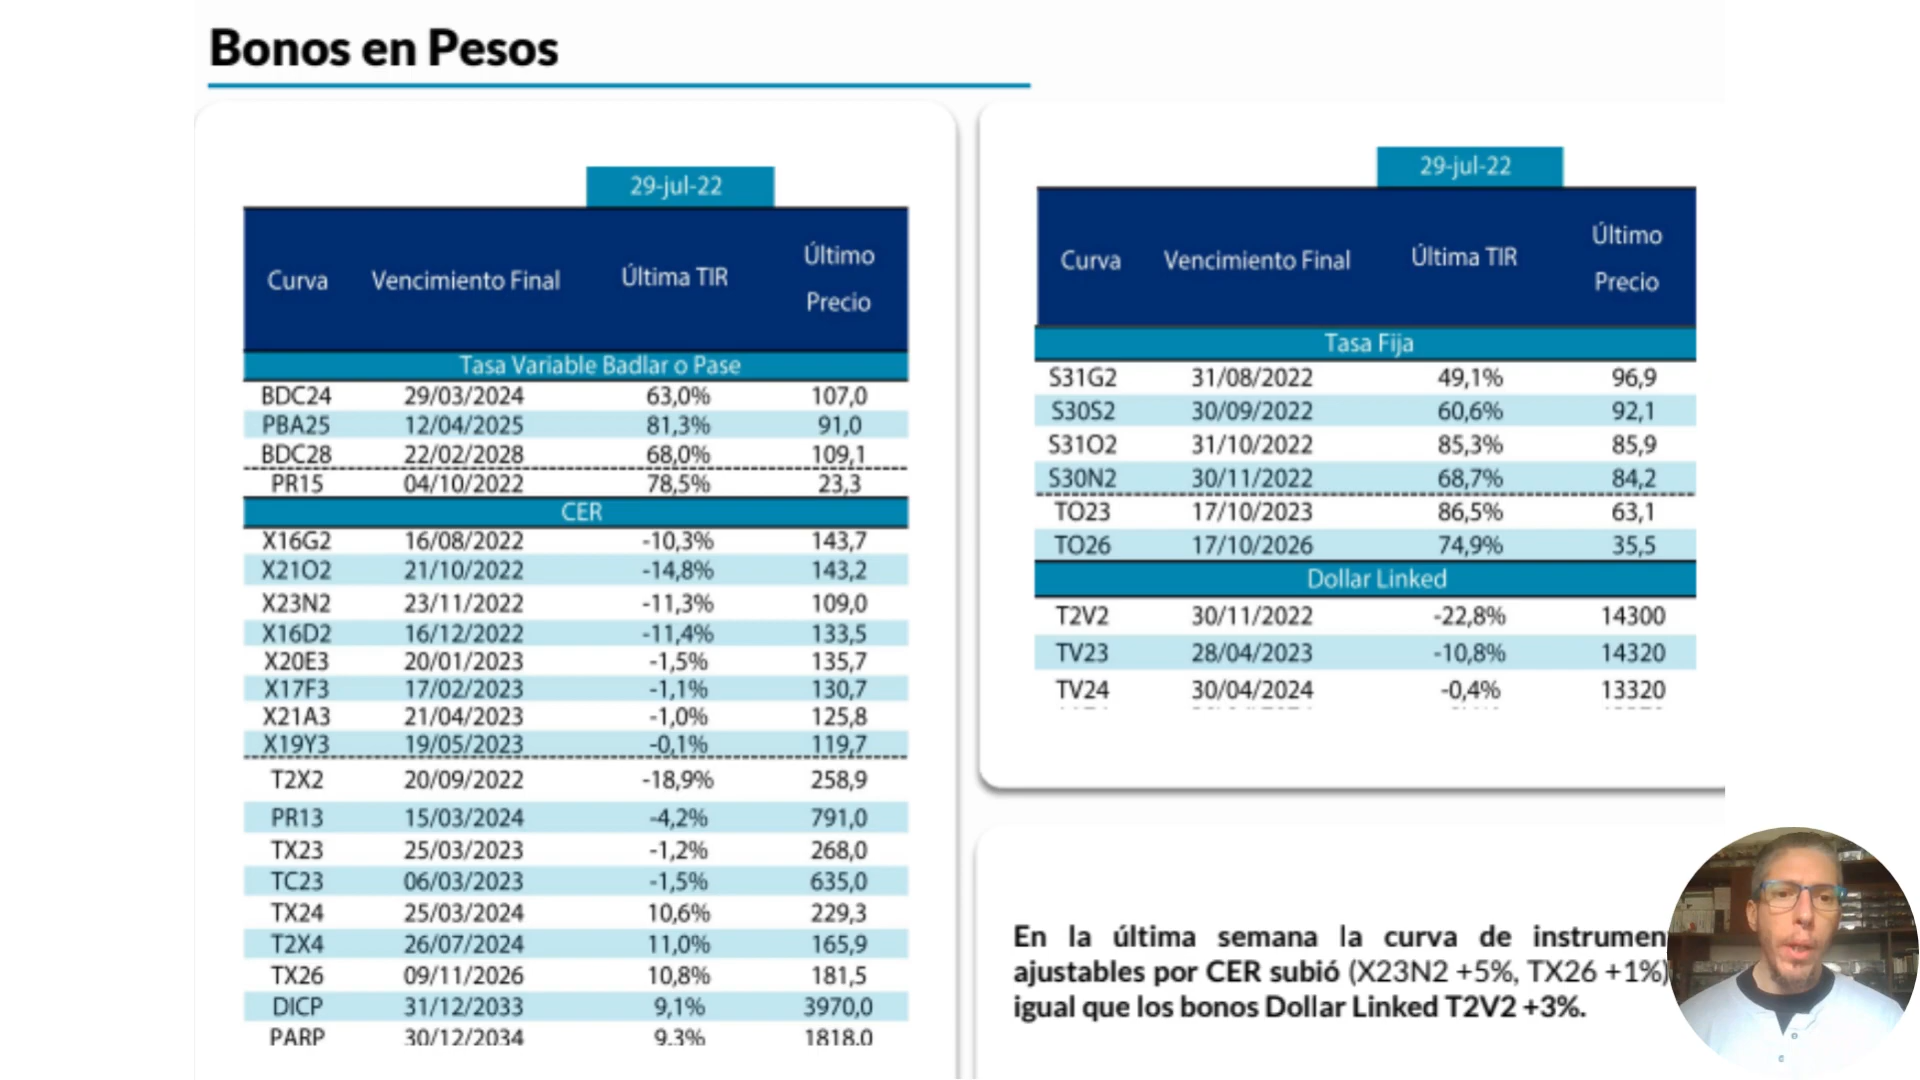 Bonos en Pesos
29-jul-22
Curva Vencimiento Final Última TIR Último Precio
Tasa Variable Badlar o Pase
BDC24 29/03/2024 63,0% 107,0
PBA25 12/04/2025 81,3% 91,0
BDC28 22/02/2028 68,0% 109,1
PR15 04/10/2022 78,5% 23,3
CER
X16G2 16/08/2022 -10,3% 143,7
X21O2 21/10/2022 -14,8% 143,2
X23N2 23/11/2022 -11,3% 109,0
X16D2 16/12/2022 -11,4% 133,5
X20E3 20/01/2023 -1,5% 135,7
X17F3 17/02/2023 -1,1% 130,7
X21A3 21/04/2023 -1,0% 125,8
X19Y3 19/05/2023 -0,1% 119,7
T2X2 20/09/2022 -18,9% 258,9
PR13 15/03/2024 -4,2% 791,0
TX23 25/03/2023 -1,2% 268,0
TC23 06/03/2023 -1,5% 635,0
TX24 25/03/2024 10,6% 229,3
T2X4 26/07/2024 11,0% 165,9
TX26 09/11/2026 10,8% 181,5
DICP 31/12/2033 9,1% 3970,0
PARP 30/12/2034 9,3% 1818,0
29-jul-22
Curva Vencimiento Final Última TIR Último Precio
Tasa Fija
S31G2 31/08/2022 49,1% 96,9
S30S2 30/09/2022 60,6% 92,1
S31O2 31/10/2022 85,3% 85,9
S30N2 30/11/2022 68,7% 84,2
TO23 17/10/2023 86,5% 63,1
TO26 17/10/2026 74,9% 35,5
Dollar Linked
T2V2 30/11/2022 -22,8% 14300
TV23 28/04/2023 -10,8% 14320
TV24 30/04/2024 -0,4% 13320
En la última semana la curva de instrumen
ajustables por CER subió (X23N2 +5%, TX26 +1%)
igual que los bonos Dollar Linked T2V2 +3%.